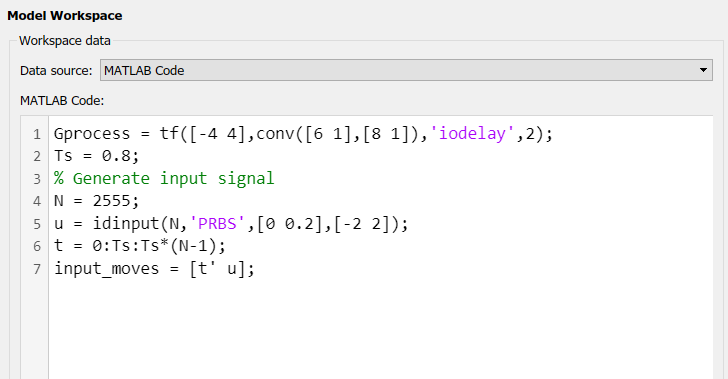 Model Workspace
Workspace data
Data source: MATLAB Code
MATLAB Code:
1 Gprocess = tf([-4 4],conv([6 1],[8 1]),'iodelay',2);
2 Ts = 0.8;
3 % Generate input signal
4 N = 2555;
5 u = idinput(N,'PRBS',[0 0.2],[-2 2]);
6 t = 0:Ts:Ts*(N-1);
7 input_moves = [t' u];